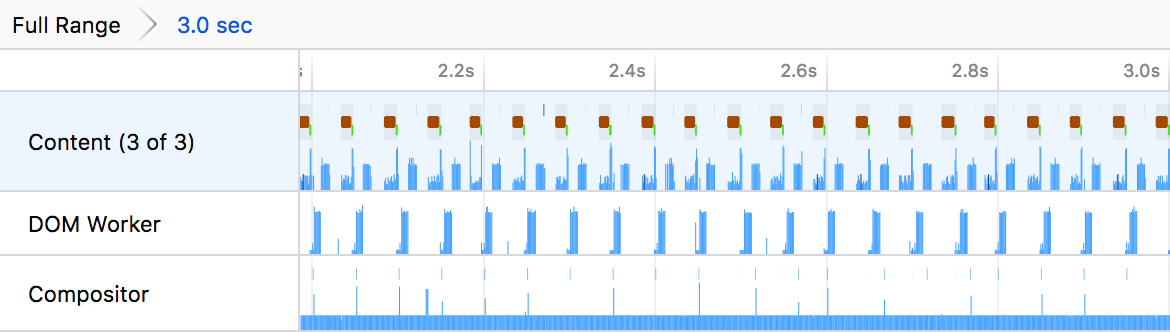 Full Range 3.0 sec
2.2s 2.4s 2.6s 2.8s 3.0s
Content (3 of 3)
DOM Worker
Compositor